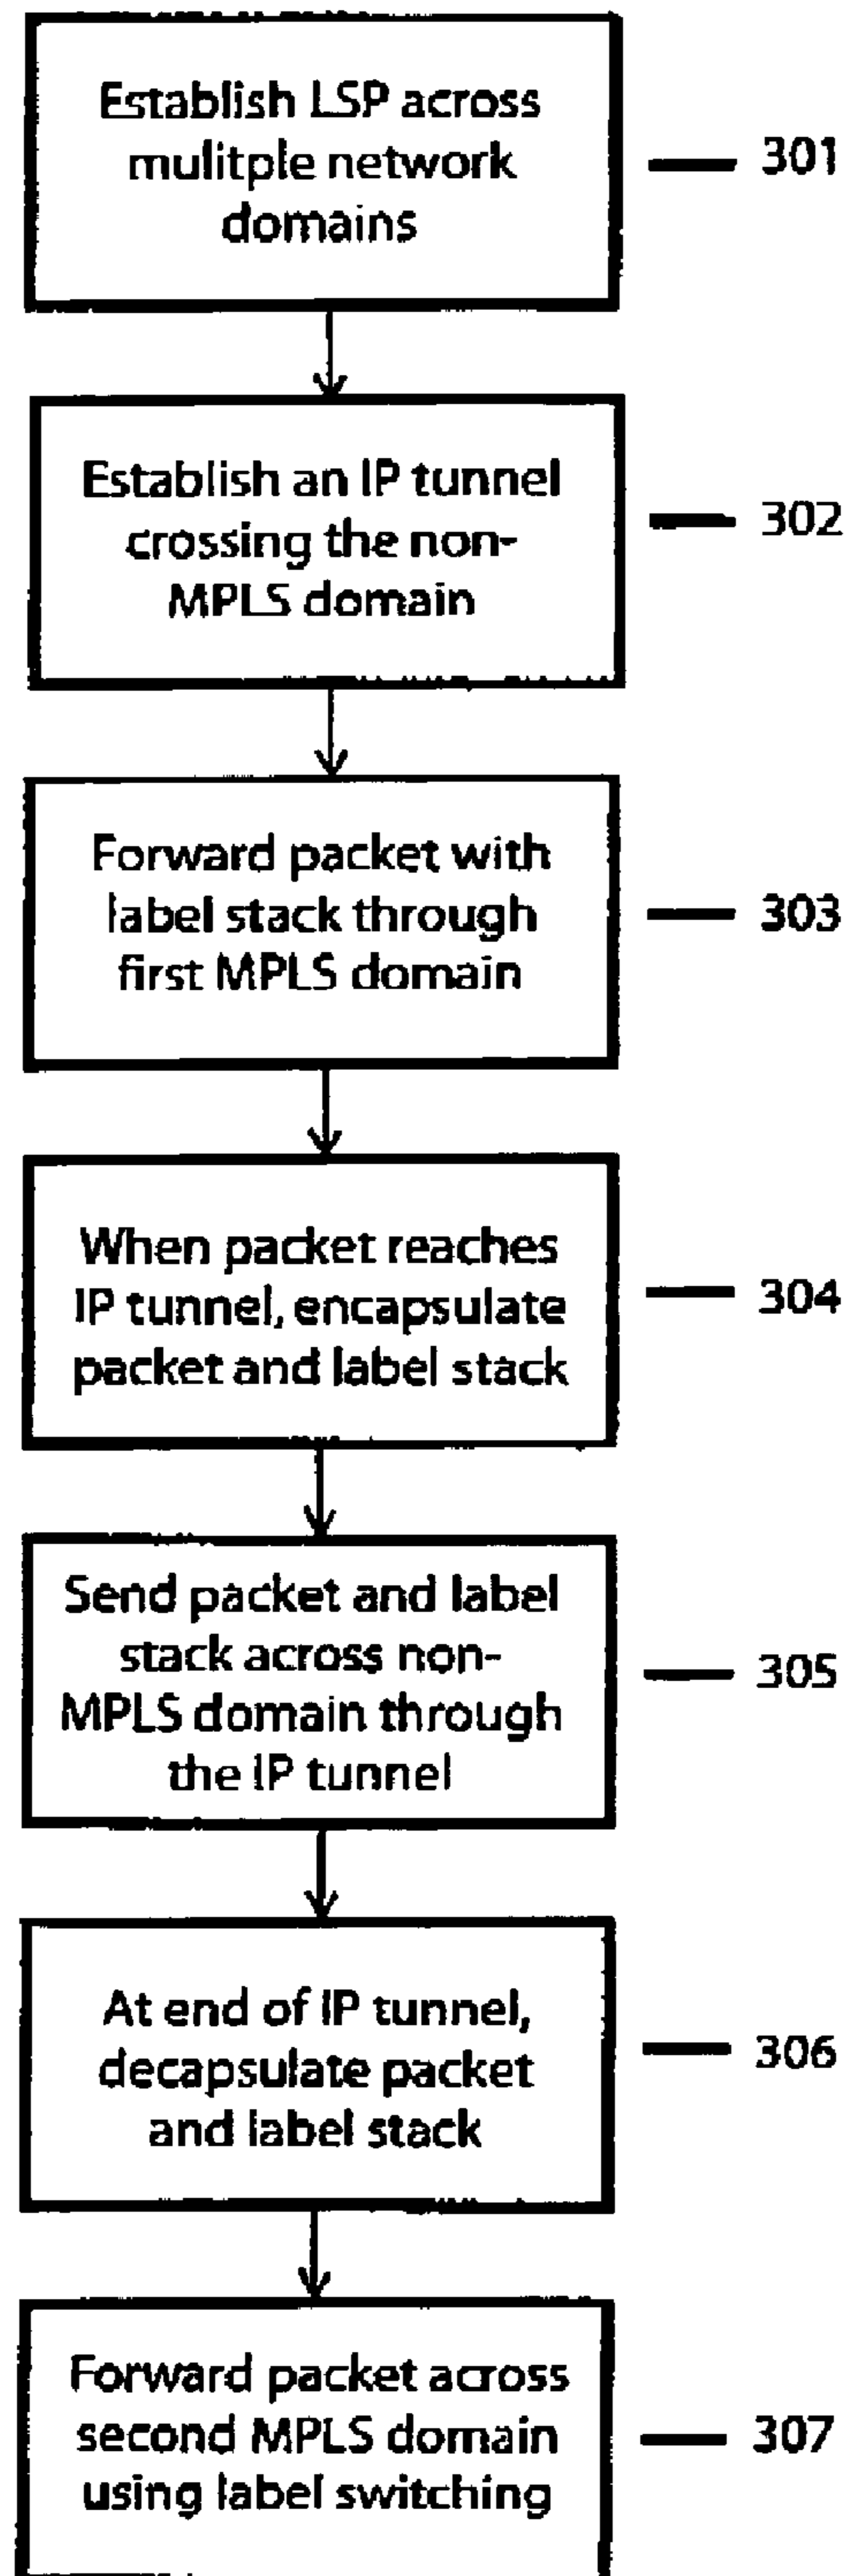 Establish LSP across
mulitple network
domains
301
Establish an IP tunnel
crossing the non-
MPLS domain
302
Forward packet with
label stack through
first MPLS domain
303
When packet reaches
IP tunnel, encapsulate
packet and label stack
304
Send packet and label
stack across non-
MPLS domain through
the IP tunnel
305
At end of IP tunnel,
decapsulate packet
and label stack
306
Forward packet across
second MPLS domain
using label switching
307